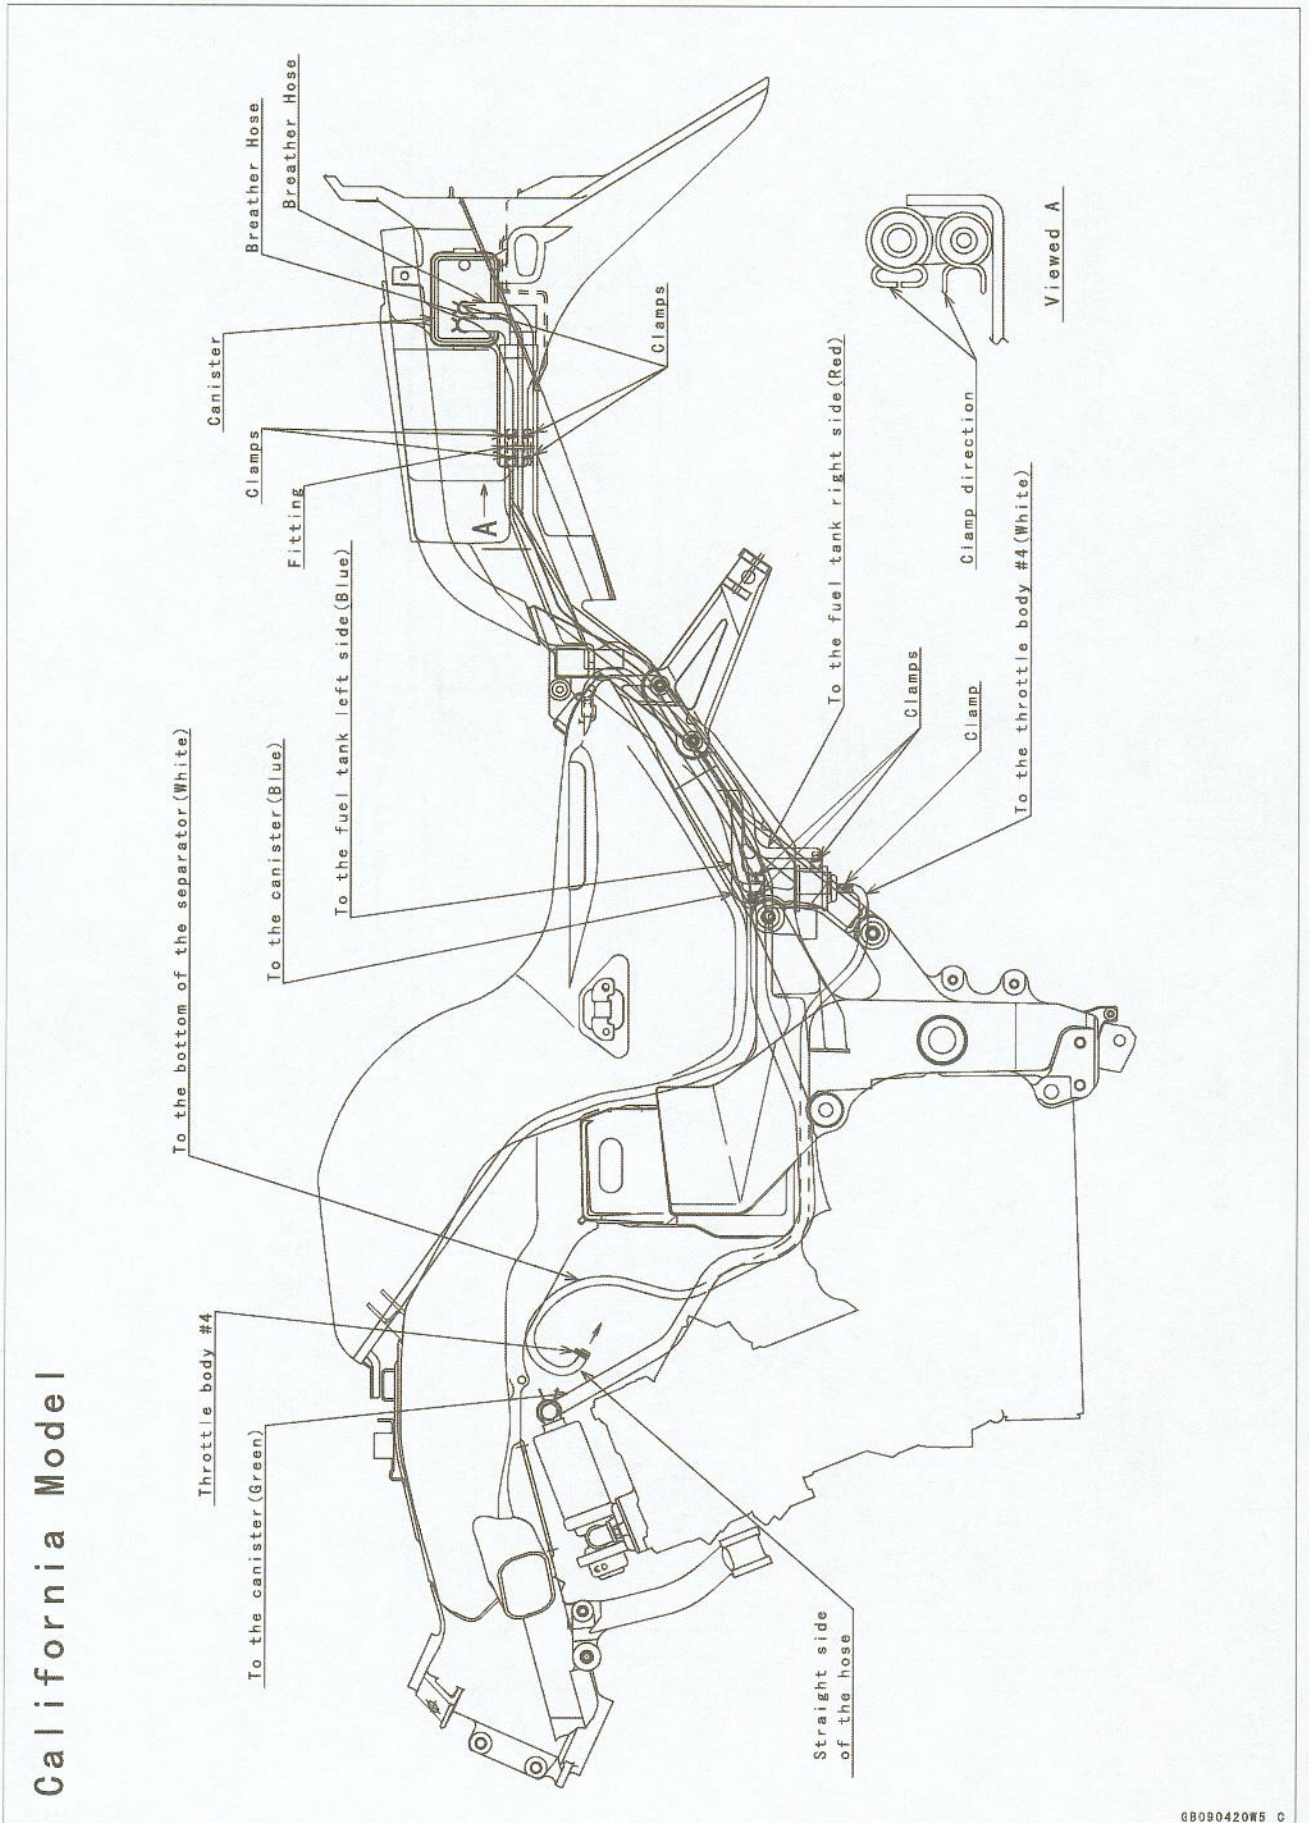 California Model
Breather Hose
Breather Hose
Canister
Clamps
Fitting
Clamps
A
Viewed A
Clamp direction
To the fuel tank left side(Blue)
To the canister(Blue)
To the bottom of the separator(White)
To the fuel tank right side(Red)
Clamps
Clamp
To the throttle body #4(White)
Throttle body #4
To the canister(Green)
Straight side
of the hose
GB090420W5 C